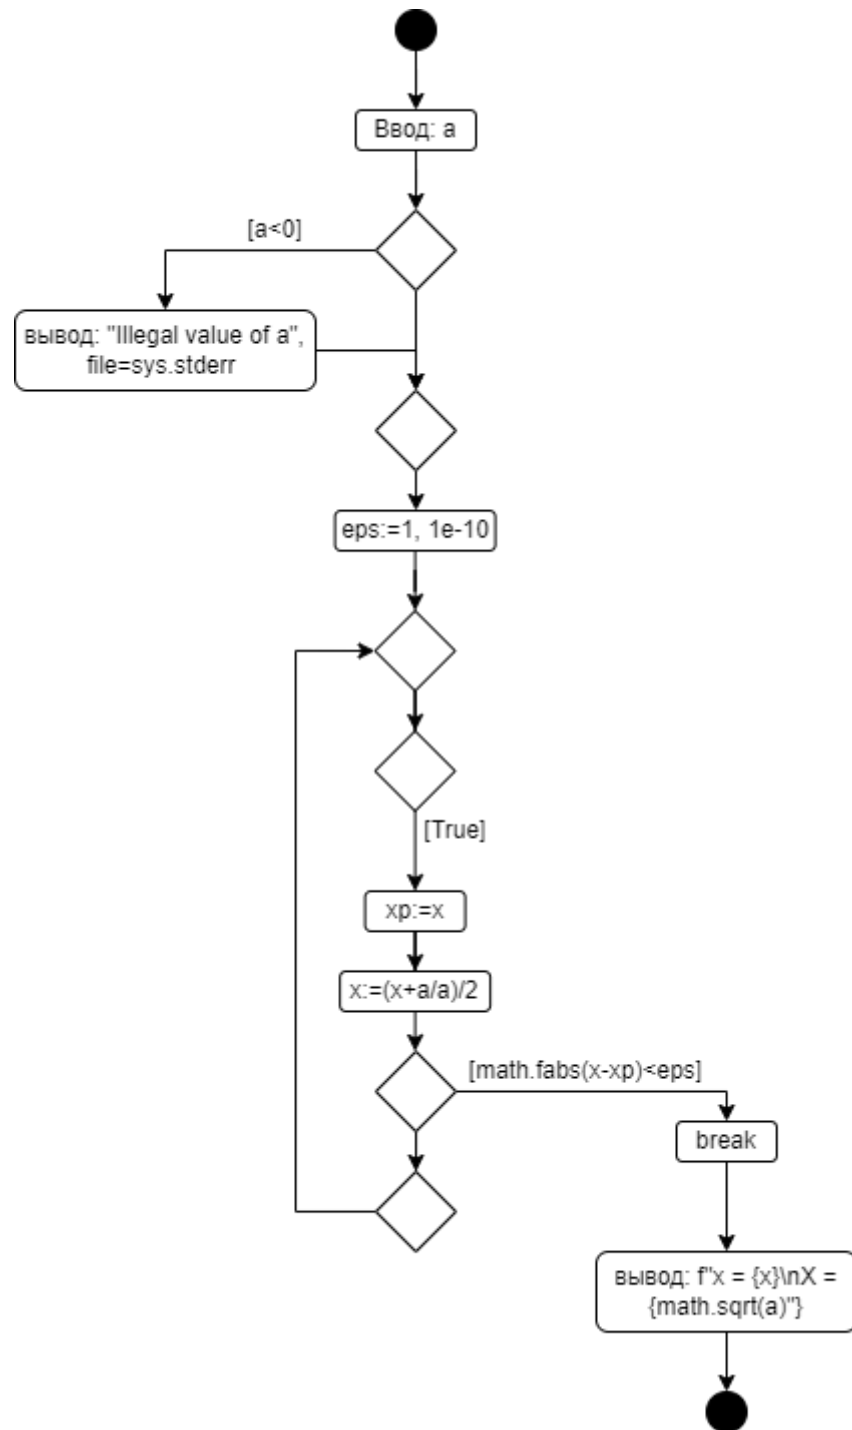 Ввод: a
[a<0]
вывод: "Illegal value of a",
file=sys.stderr
eps:=1, 1e-10
[True]
xp:=x
x:=(x+a/a)/2
[math.fabs(x-xp)<eps]
break
вывод: f"x = {x}\nX =
{math.sqrt(a)"}